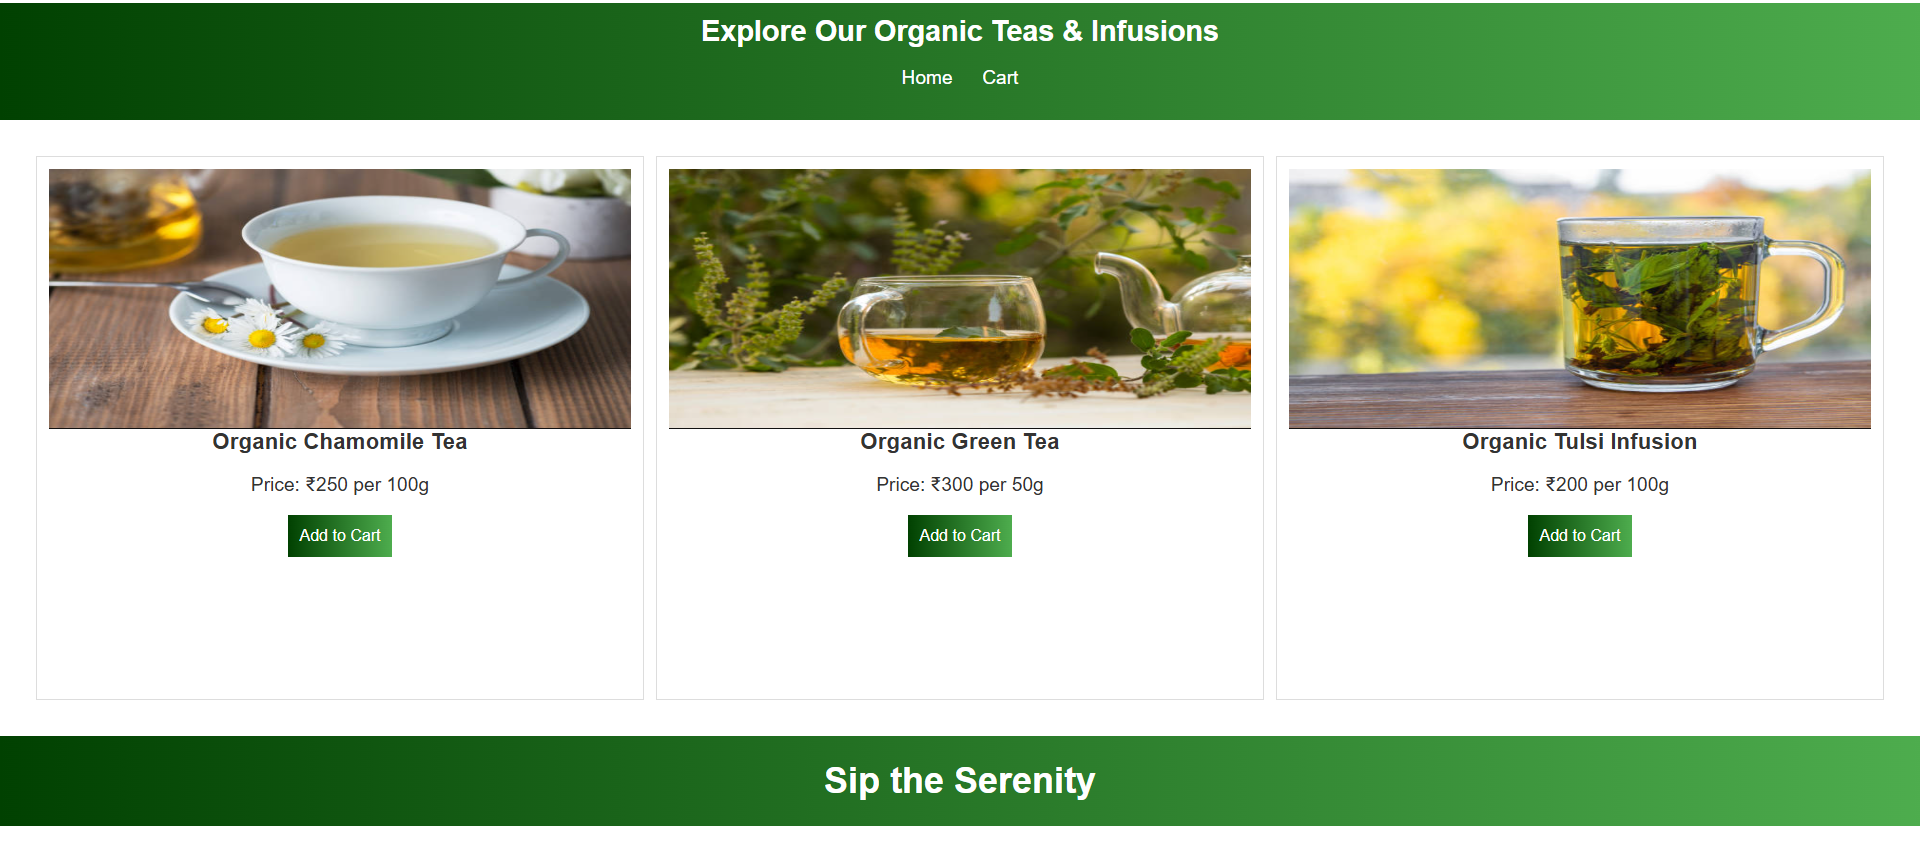 Explore Our Organic Teas & Infusions
Home Cart
Organic Chamomile Tea
Price: ₹250 per 100g
Add to Cart
Organic Green Tea
Price: ₹300 per 50g
Add to Cart
Organic Tulsi Infusion
Price: ₹200 per 100g
Add to Cart
Sip the Serenity